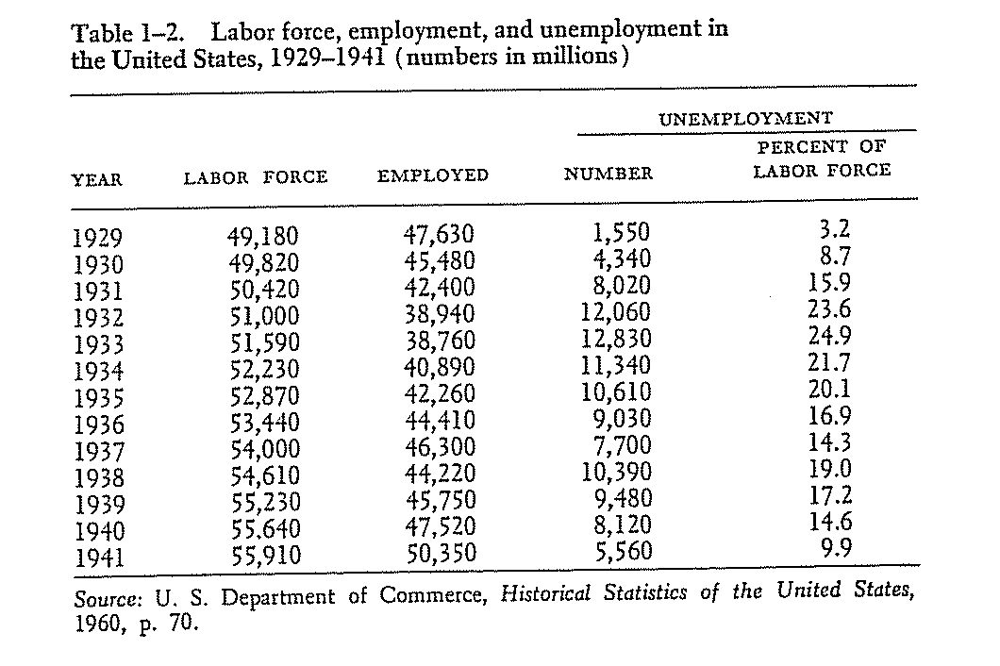 Table 1–2. Labor force, employment, and unemployment in
the United States, 1929–1941 (numbers in millions)
UNEMPLOYMENT
PERCENT OF
YEAR LABOR FORCE EMPLOYED NUMBER LABOR FORCE
1929 49,180 47,630 1,550 3.2
1930 49,820 45,480 4,340 8.7
1931 50,420 42,400 8,020 15.9
1932 51,000 38,940 12,060 23.6
1933 51,590 38,760 12,830 24.9
1934 52,230 40,890 11,340 21.7
1935 52,870 42,260 10,610 20.1
1936 53,440 44,410 9,030 16.9
1937 54,000 46,300 7,700 14.3
1938 54,610 44,220 10,390 19.0
1939 55,230 45,750 9,480 17.2
1940 55.640 47,520 8,120 14.6
1941 55,910 50,350 5,560 9.9
Source: U. S. Department of Commerce, Historical Statistics of the United States,
1960, p. 70.